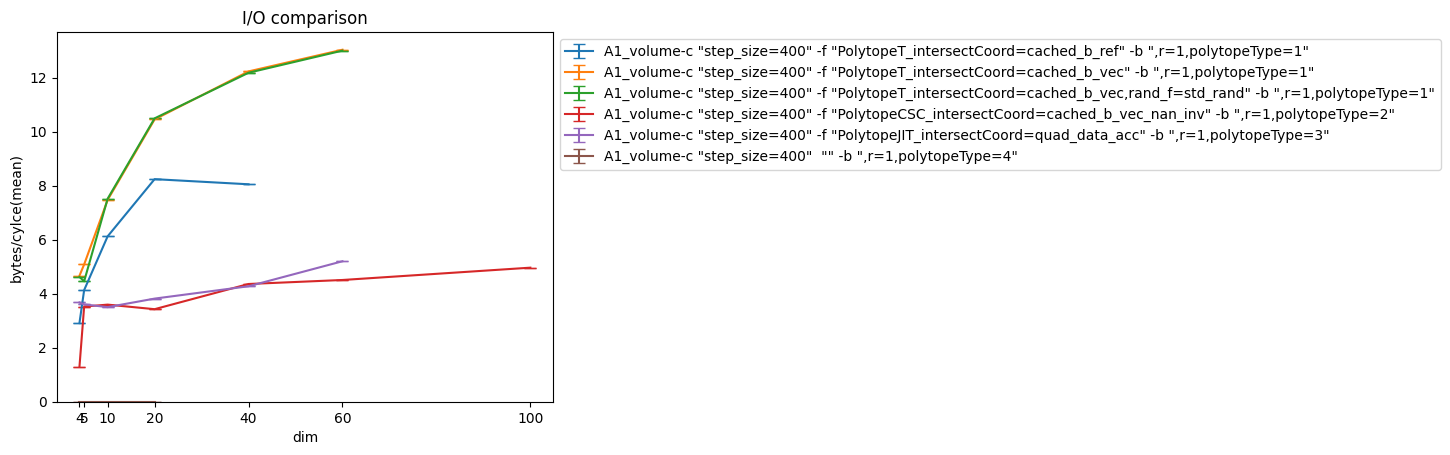 I/O comparison
bytes/cylce(mean)
12
10
8
6
4
2
0
4
5
10
20
40
60
100
dim
A1_volume-c "step_size=400" -f "PolytopeT_intersectCoord=cached_b_ref" -b ",r=1,polytopeType=1"
A1_volume-c "step_size=400" -f "PolytopeT_intersectCoord=cached_b_vec" -b ",r=1,polytopeType=1"
A1_volume-c "step_size=400" -f "PolytopeT_intersectCoord=cached_b_vec,rand_f=std_rand" -b ",r=1,polytopeType=1"
A1_volume-c "step_size=400" -f "PolytopeCSC_intersectCoord=cached_b_vec_nan_inv" -b ",r=1,polytopeType=2"
A1_volume-c "step_size=400" -f "PolytopeJIT_intersectCoord=quad_data_acc" -b ",r=1,polytopeType=3"
A1_volume-c "step_size=400"  "" -b ",r=1,polytopeType=4"